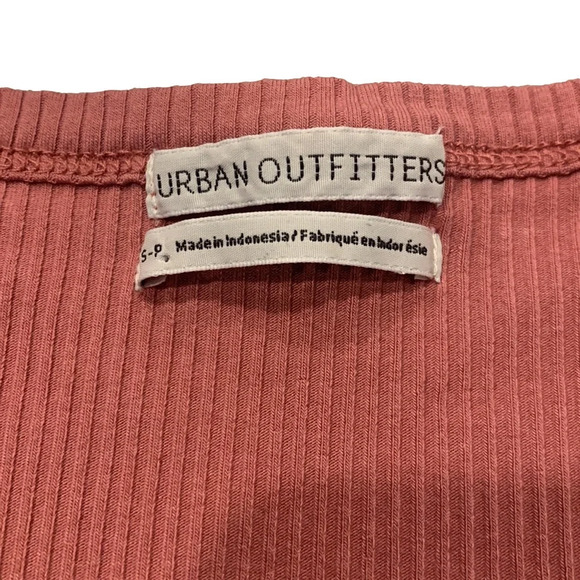 URBAN OUTFITTERS
S-P Made in Indonesia / Fabriqué en Indonésie